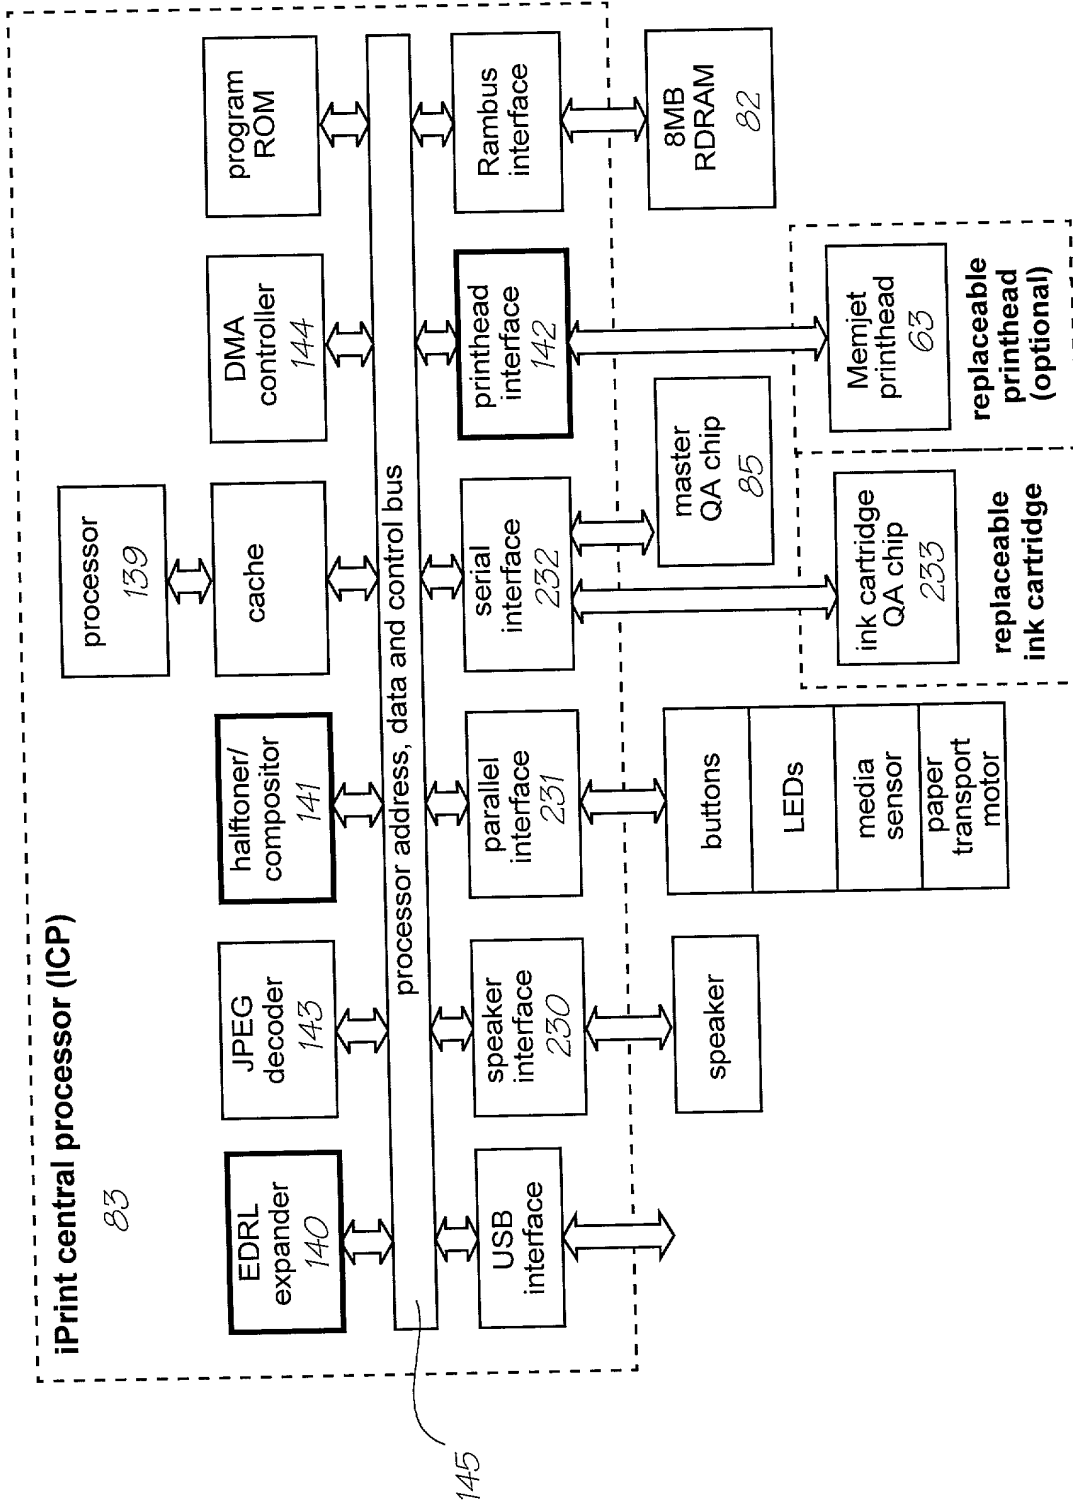 iPrint central processor (ICP)
83
processor
139
EDRL
expander
140
JPEG
decoder
143
halftoner/
compositor
141
cache
DMA
controller
144
program
ROM
processor address, data and control bus
145
USB
interface
speaker
interface
230
parallel
interface
231
serial
interface
232
printhead
interface
142
Rambus
interface
speaker
buttons
LEDs
media
sensor
paper
transport
motor
master
QA chip
85
8MB
RDRAM
82
ink cartridge
QA chip
233
replaceable
ink cartridge
Memjet
printhead
63
replaceable
printhead
(optional)